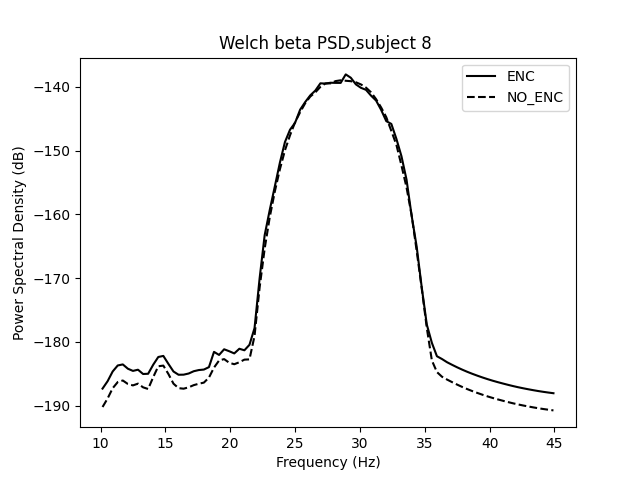 Welch beta PSD,subject 8
ENC
NO_ENC
−140
−150
−160
−170
−180
−190
Power Spectral Density (dB)
10 15 20 25 30 35 40 45
Frequency (Hz)